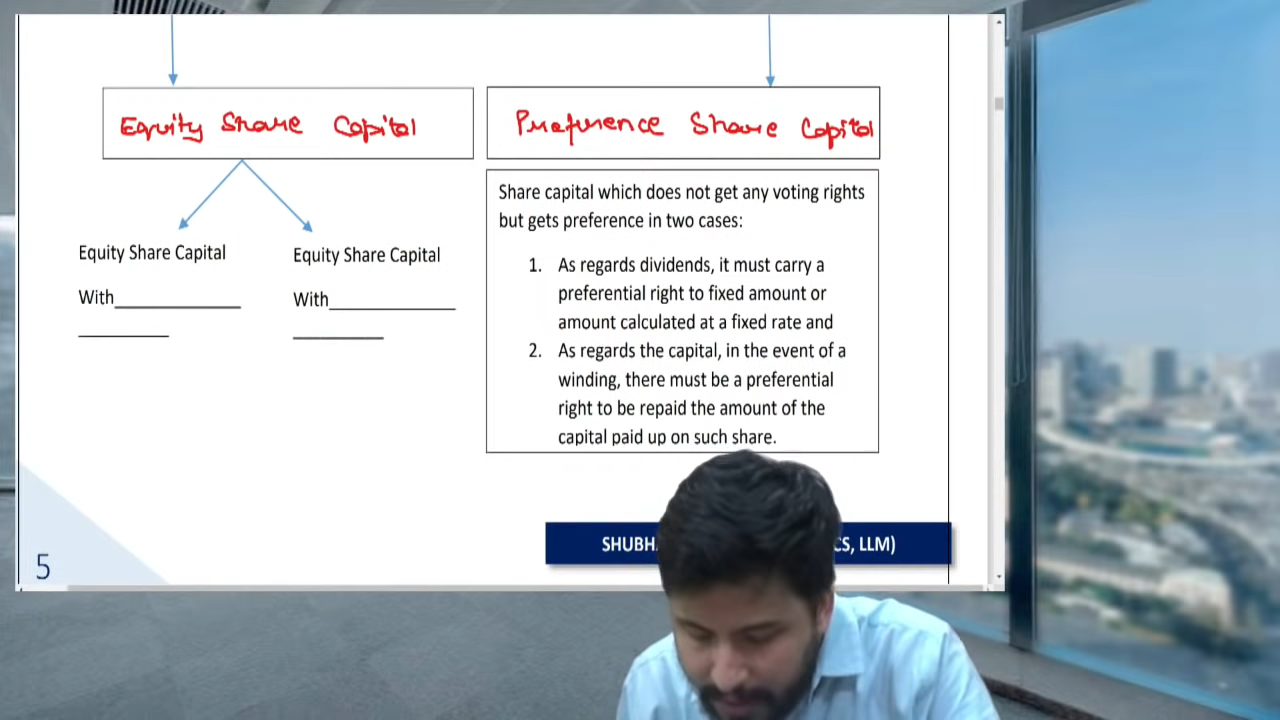 Equity Share Capital
Preference Share Capital
Share capital which does not get any voting rights
but gets preference in two cases:
1. As regards dividends, it must carry a
preferential right to fixed amount or
amount calculated at a fixed rate and
2. As regards the capital, in the event of a
winding, there must be a preferential
right to be repaid the amount of the
capital paid up on such share.
Equity Share Capital
With
Equity Share Capital
With
SHUBH
CS, LLM)
5